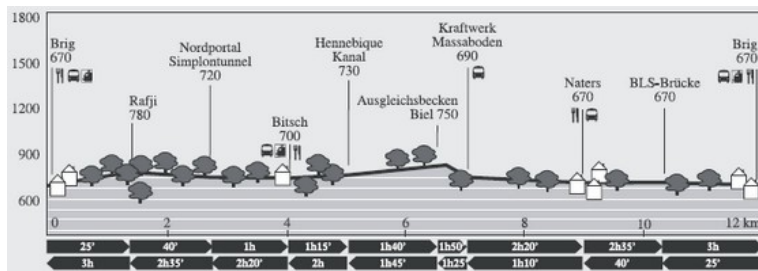 1800
1500
1200
900
600
Brig
670
Rafji
780
Nordportal
Simplontunnel
720
Bitsch
700
Hennebique
Kanal
730
Ausgleichsbecken
Biel 750
Kraftwerk
Massaboden
690
Naters
670
BLS-Brücke
670
Brig
670
0 2 4 6 8 10 12 km
25' 40' 1h 1h15' 1h40' 1h50' 2h20' 2h35' 3h
3h 2h35' 2h20' 2h 1h45' 1h25' 1h10' 40' 25'